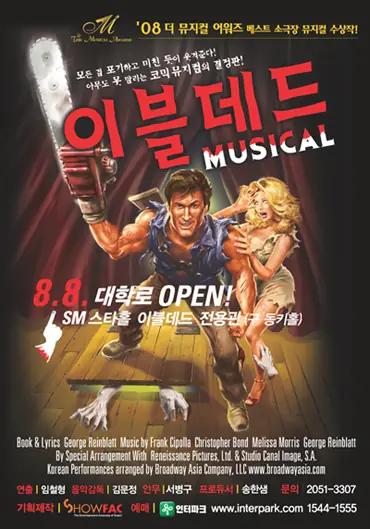 M
The Musical Awards
'08 더 뮤지컬 어워즈 베스트 소극장 뮤지컬 수상작!
모든 걸 포기하고 미친 듯이 웃겨준다!
아무도 못 말리는 코믹뮤지컬의 결정판!
이블데드
MUSICAL
8.8. 대학로 OPEN!
SM 스타홀 이블데드 전용관(구 동키홀)
Book & Lyrics George Reinblatt Music by Frank Cipolla Christopher Bond Melissa Morris George Reinblatt
By Special Arrangement With Reneissance Pictures, Ltd. & Studio Canal Image, S.A.
Korean Performances arranged by Broadway Asia Company, LLC www.broadwayasia.com
연출 | 임철형 음악감독 | 김문정 안무 | 서병구 프로듀서 | 송한샘 문의 | 2051-3307
기획제작 | SHOWFAC 예매 | 인터파크 www.interpark.com 1544-1555